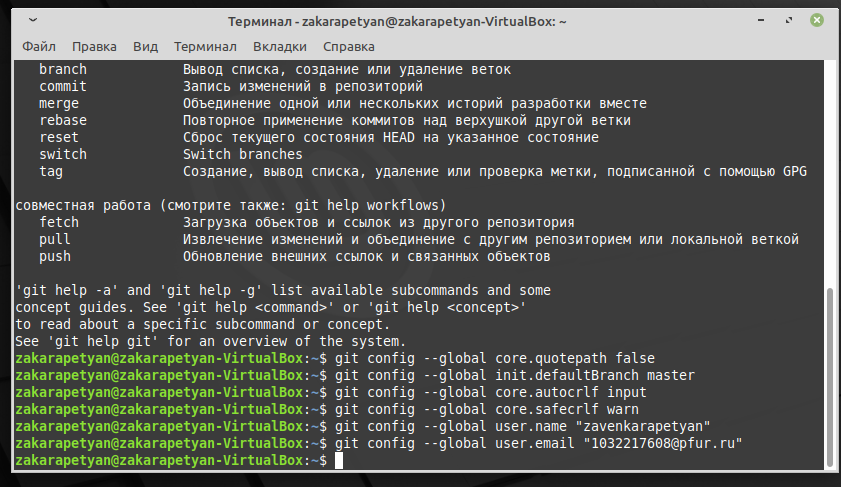 Терминал - zakarapetyan@zakarapetyan-VirtualBox: ~
Файл Правка Вид Терминал Вкладки Справка
branch Вывод списка, создание или удаление веток
commit Запись изменений в репозиторий
merge Объединение одной или нескольких историй разработки вместе
rebase Повторное применение коммитов над верхушкой другой ветки
reset Сброс текущего состояния HEAD на указанное состояние
switch Switch branches
tag Создание, вывод списка, удаление или проверка метки, подписанной с помощью GPG
совместная работа (смотрите также: git help workflows)
fetch Загрузка объектов и ссылок из другого репозитория
pull Извлечение изменений и объединение с другим репозиторием или локальной веткой
push Обновление внешних ссылок и связанных объектов
'git help -a' and 'git help -g' list available subcommands and some
concept guides. See 'git help <command>' or 'git help <concept>'
to read about a specific subcommand or concept.
See 'git help git' for an overview of the system.
zakarapetyan@zakarapetyan-VirtualBox:~$ git config --global core.quotepath false
zakarapetyan@zakarapetyan-VirtualBox:~$ git config --global init.defaultBranch master
zakarapetyan@zakarapetyan-VirtualBox:~$ git config --global core.autocrlf input
zakarapetyan@zakarapetyan-VirtualBox:~$ git config --global core.safecrlf warn
zakarapetyan@zakarapetyan-VirtualBox:~$ git config --global user.name "zavenkarapetyan"
zakarapetyan@zakarapetyan-VirtualBox:~$ git config --global user.email "1032217608@pfur.ru"
zakarapetyan@zakarapetyan-VirtualBox:~$